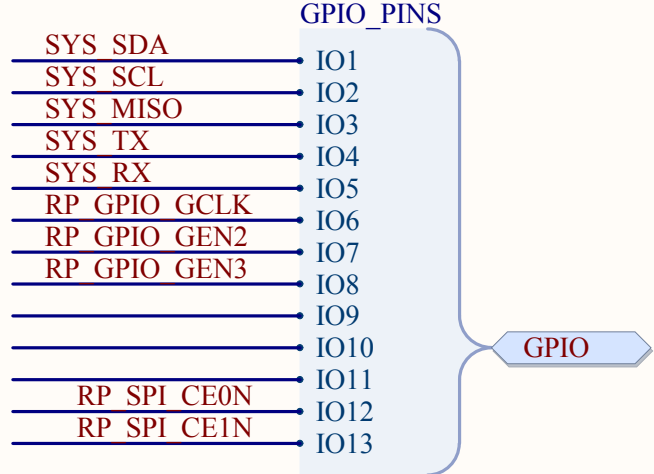 GPIO_PINS
SYS_SDA IO1
SYS_SCL IO2
SYS_MISO IO3
SYS_TX IO4
SYS_RX IO5
RP_GPIO_GCLK IO6
RP_GPIO_GEN2 IO7
RP_GPIO_GEN3 IO8
IO9
IO10 GPIO
IO11
RP_SPI_CE0N IO12
RP_SPI_CE1N IO13